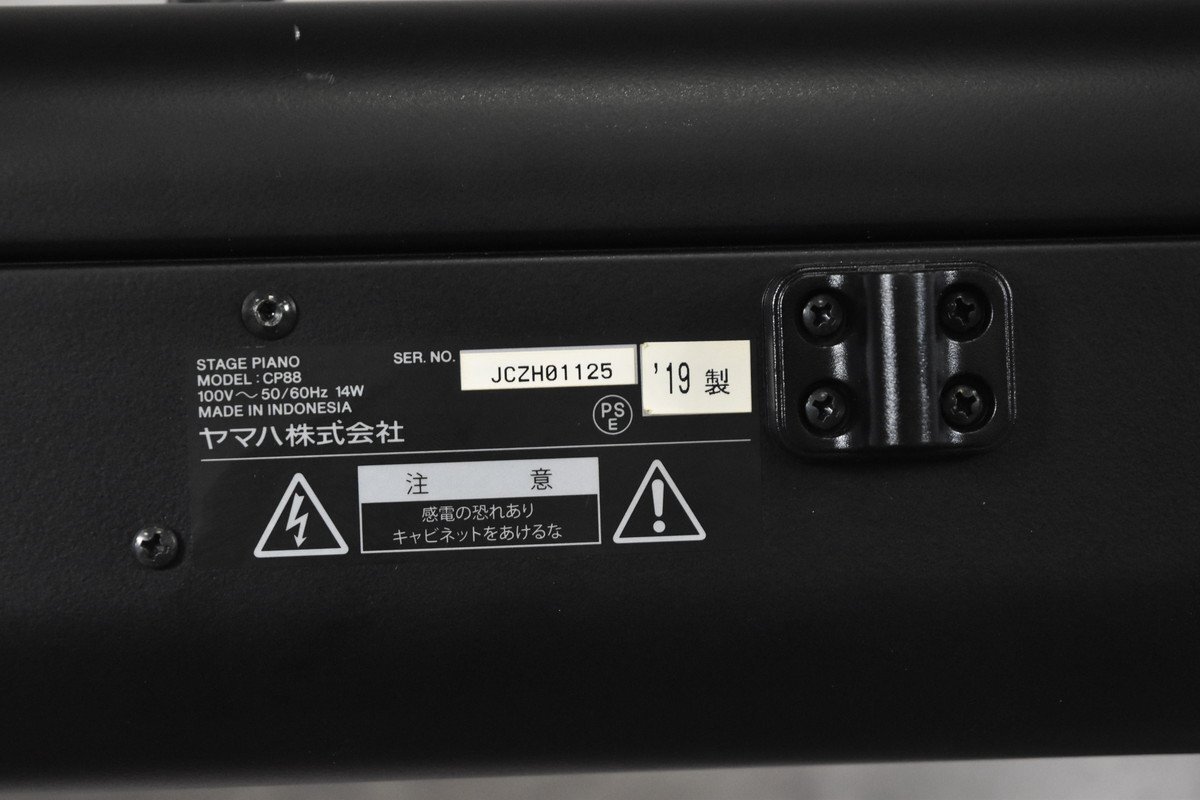 STAGE PIANO
MODEL : CP88
100V～ 50/60Hz 14W
MADE IN INDONESIA
ヤマハ株式会社
SER. NO. JCZH01125
'19 製
PS
E
注 意
感電の恐れあり
キャビネットをあけるな